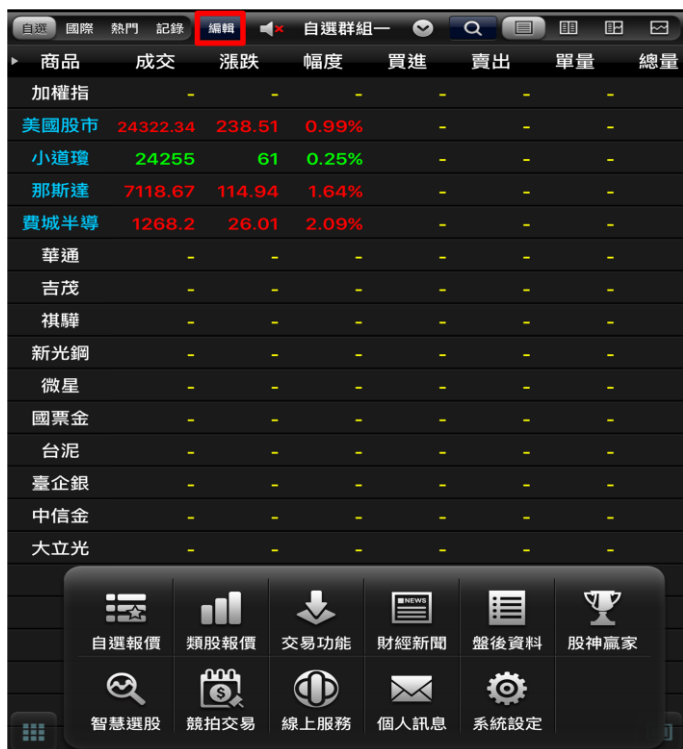 自選 國際 熱門 記錄 編輯 自選群組一
商品 成交 漲跌 幅度 買進 賣出 單量 總量
加權指 - - - - - -
美國股市 24322.34 238.51 0.99% - - -
小道瓊 24255 61 0.25% - - -
那斯達 7118.67 114.94 1.64% - - -
費城半導 1268.2 26.01 2.09% - - -
華通 - - - - - -
吉茂 - - - - - -
祺驊 - - - - - -
新光鋼 - - - - - -
微星 - - - - - -
國票金 - - - - - -
台泥 - - - - - -
臺企銀 - - - - - -
中信金 - - - - - -
大立光 - - - - - -
NEWS
自選報價 類股報價 交易功能 財經新聞 盤後資料 股神贏家
智慧選股 競拍交易 線上服務 個人訊息 系統設定